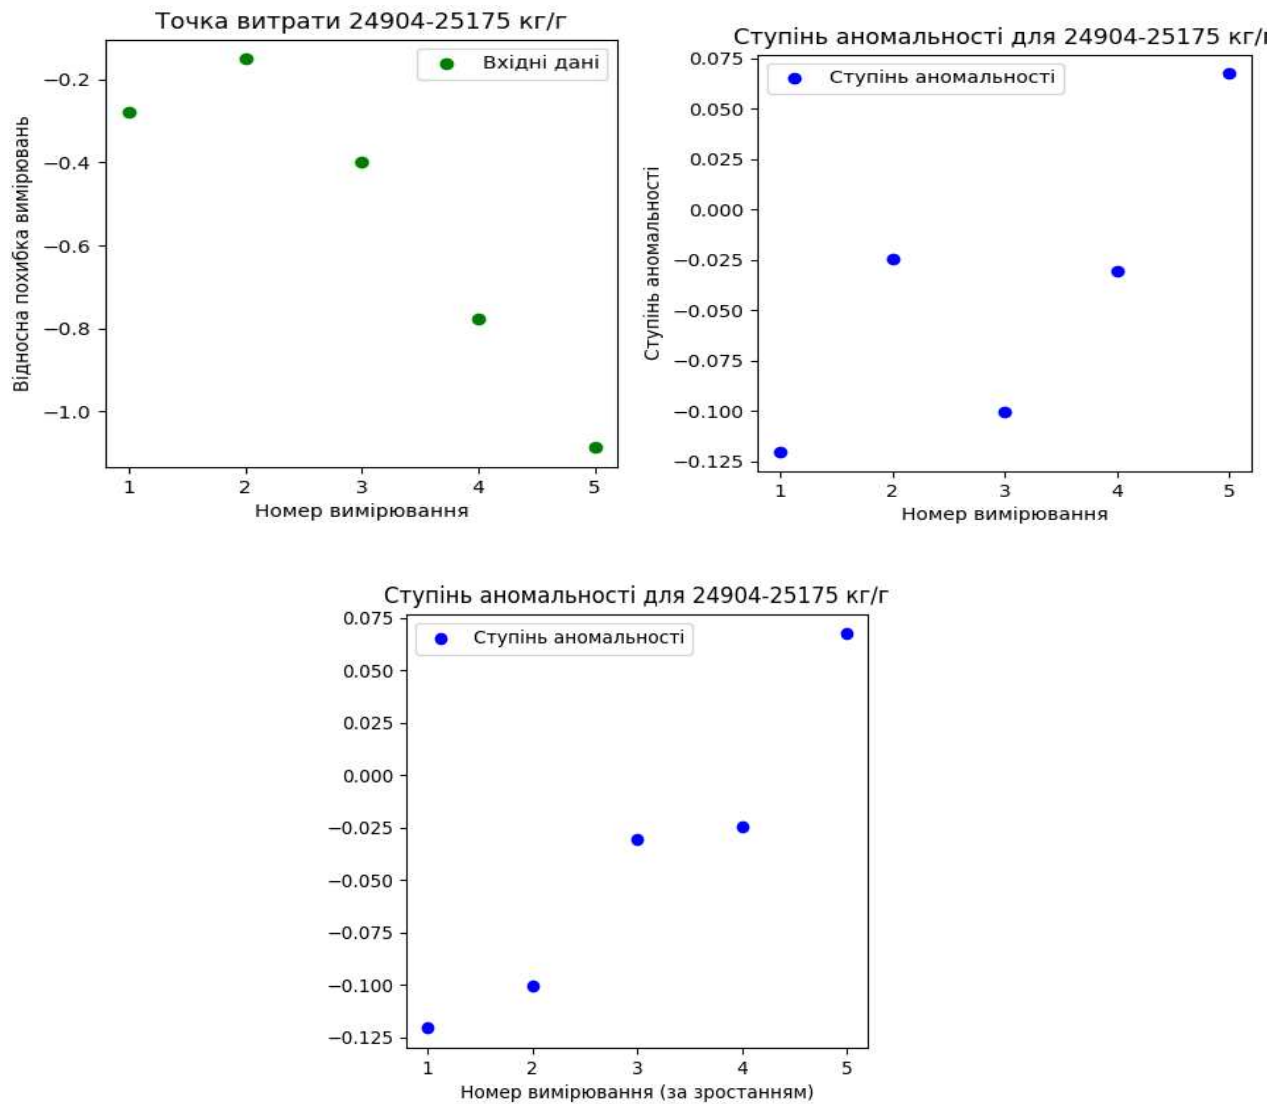 Точка витрати 24904-25175 кг/г
Вхідні дані
Відносна похибка вимірювань
−0.2
−0.4
−0.6
−0.8
−1.0
1 2 3 4 5
Номер вимірювання
Ступінь аномальності для 24904-25175 кг/г
Ступінь аномальності
Ступінь аномальності
0.075
0.050
0.025
0.000
−0.025
−0.050
−0.075
−0.100
−0.125
1 2 3 4 5
Номер вимірювання
Ступінь аномальності для 24904-25175 кг/г
Ступінь аномальності
0.075
0.050
0.025
0.000
−0.025
−0.050
−0.075
−0.100
−0.125
1 2 3 4 5
Номер вимірювання (за зростанням)